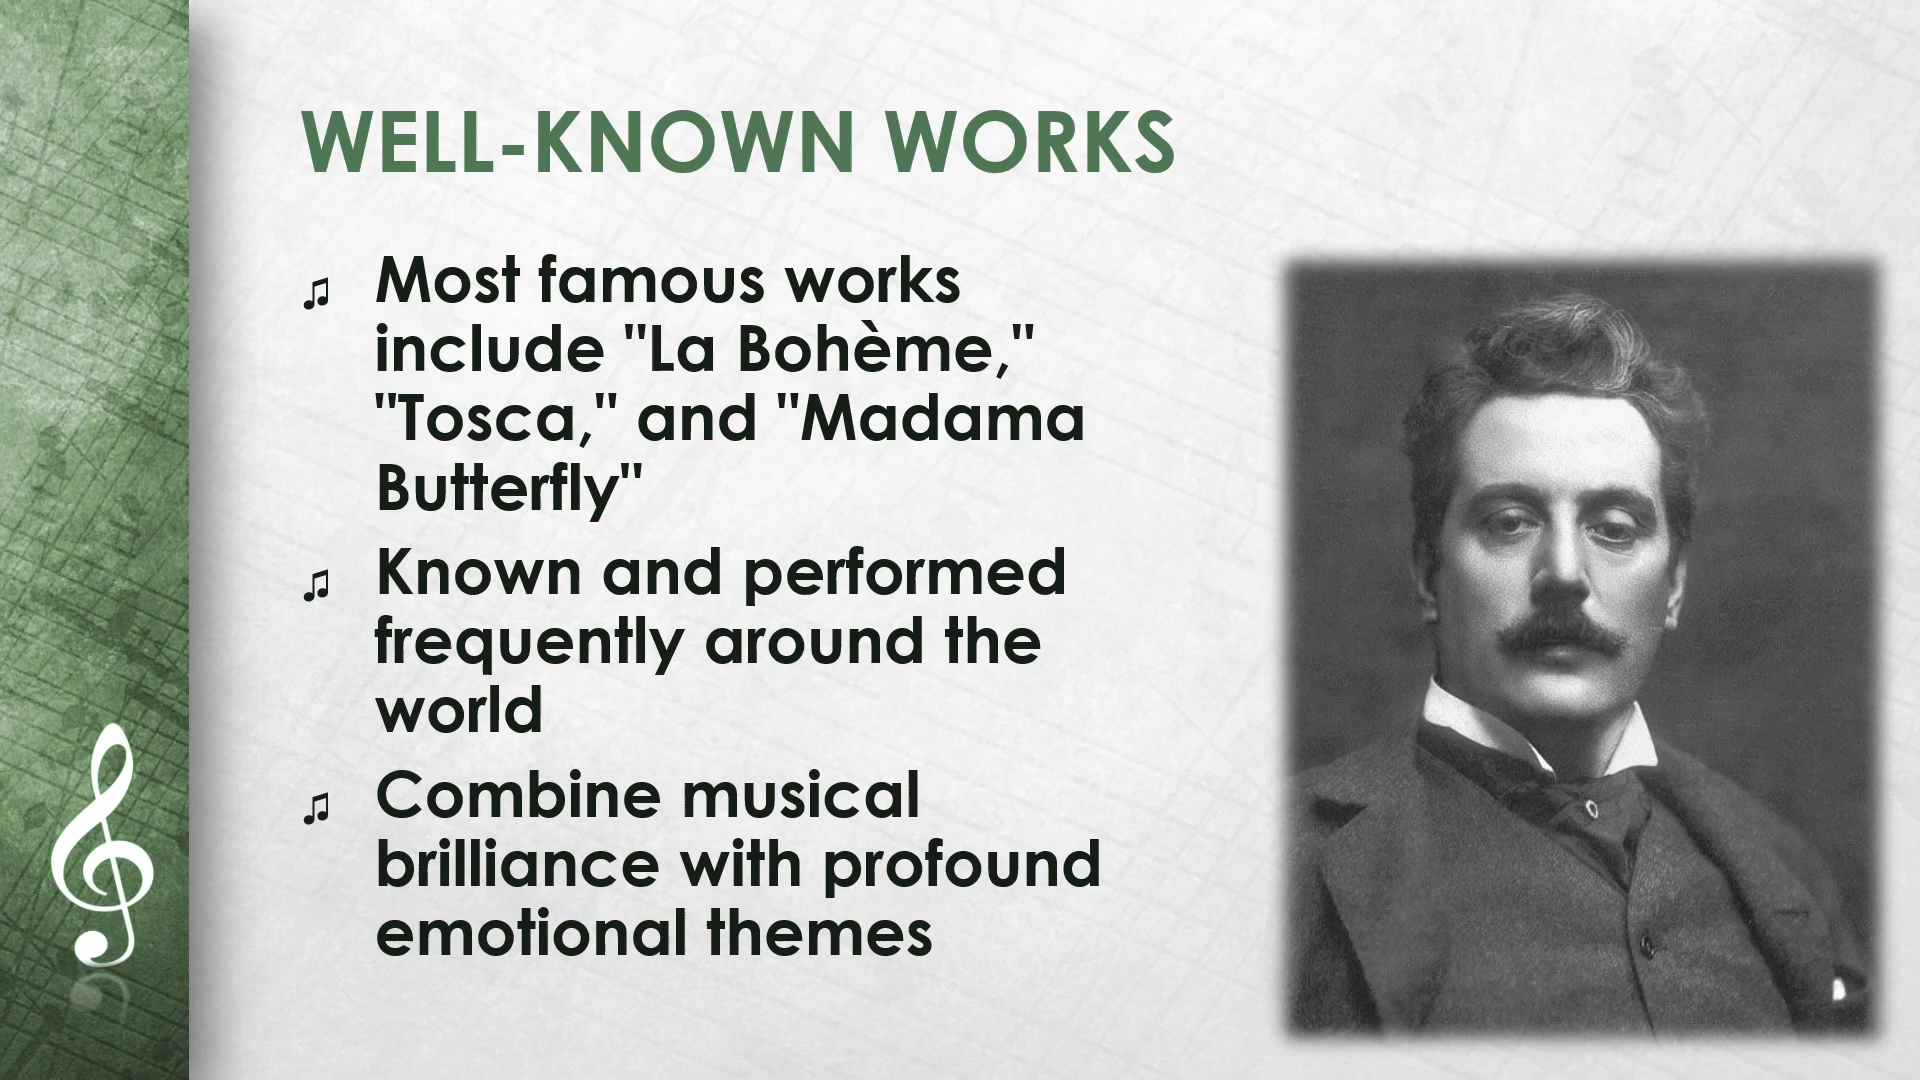 WELL-KNOWN WORKS
♫ Most famous works
include "La Bohème,"
"Tosca," and "Madama
Butterfly"
♫ Known and performed
frequently around the
world
♫ Combine musical
brilliance with profound
emotional themes